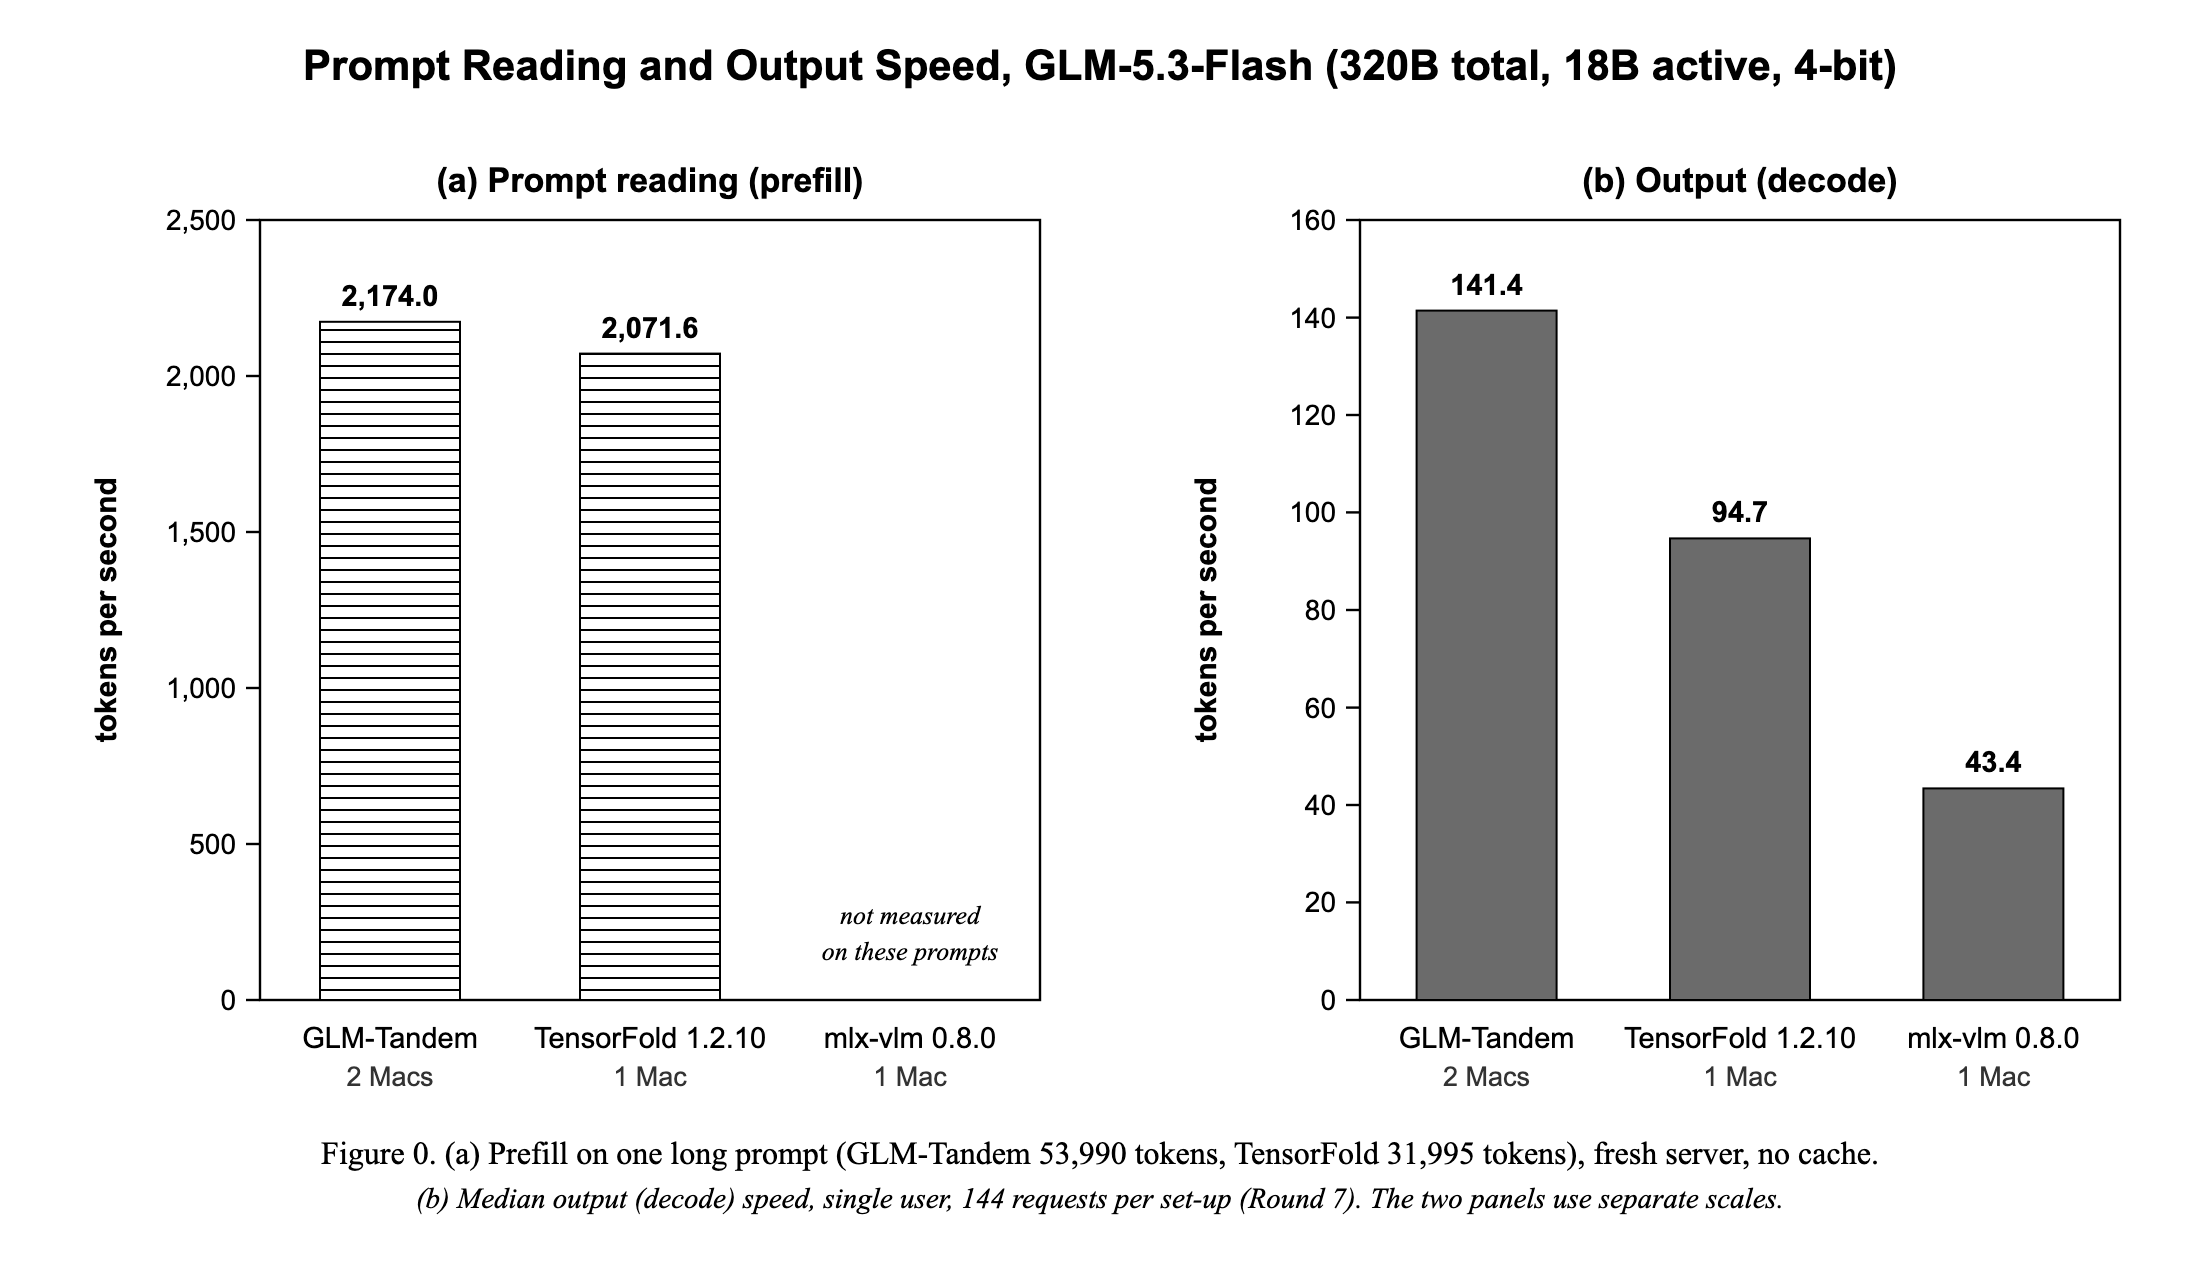 Prompt Reading and Output Speed, GLM-5.3-Flash (320B total, 18B active, 4-bit)
(a) Prompt reading (prefill)
tokens per second
2,500
2,000
1,500
1,000
500
0
2,174.0
2,071.6
not measured
on these prompts
GLM-Tandem
2 Macs
TensorFold 1.2.10
1 Mac
mlx-vlm 0.8.0
1 Mac
(b) Output (decode)
tokens per second
160
140
120
100
80
60
40
20
0
141.4
94.7
43.4
GLM-Tandem
2 Macs
TensorFold 1.2.10
1 Mac
mlx-vlm 0.8.0
1 Mac
Figure 0. (a) Prefill on one long prompt (GLM-Tandem 53,990 tokens, TensorFold 31,995 tokens), fresh server, no cache.
(b) Median output (decode) speed, single user, 144 requests per set-up (Round 7). The two panels use separate scales.